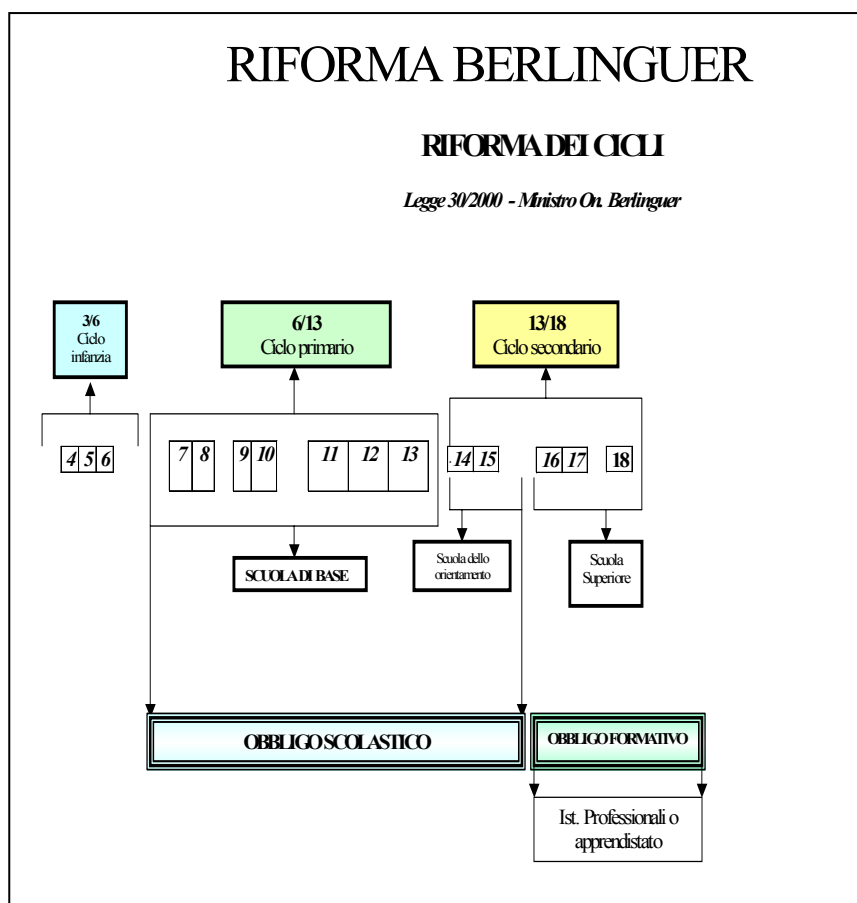 RIFORMA BERLINGUER
RIFORMA DEI CICLI
Legge 30/2000 - Ministro On. Berlinguer
3/6
Ciclo
infanzia
6/13
Ciclo primario
13/18
Ciclo secondario
4 5 6
7 8
9 10
11 12 13
14 15
16 17
18
SCUOLA DI BASE
Scuola dello
orientamento
Scuola
Superiore
OBBLIGO SCOLASTICO
OBBLIGO FORMATIVO
Ist. Professionali o
apprendistato